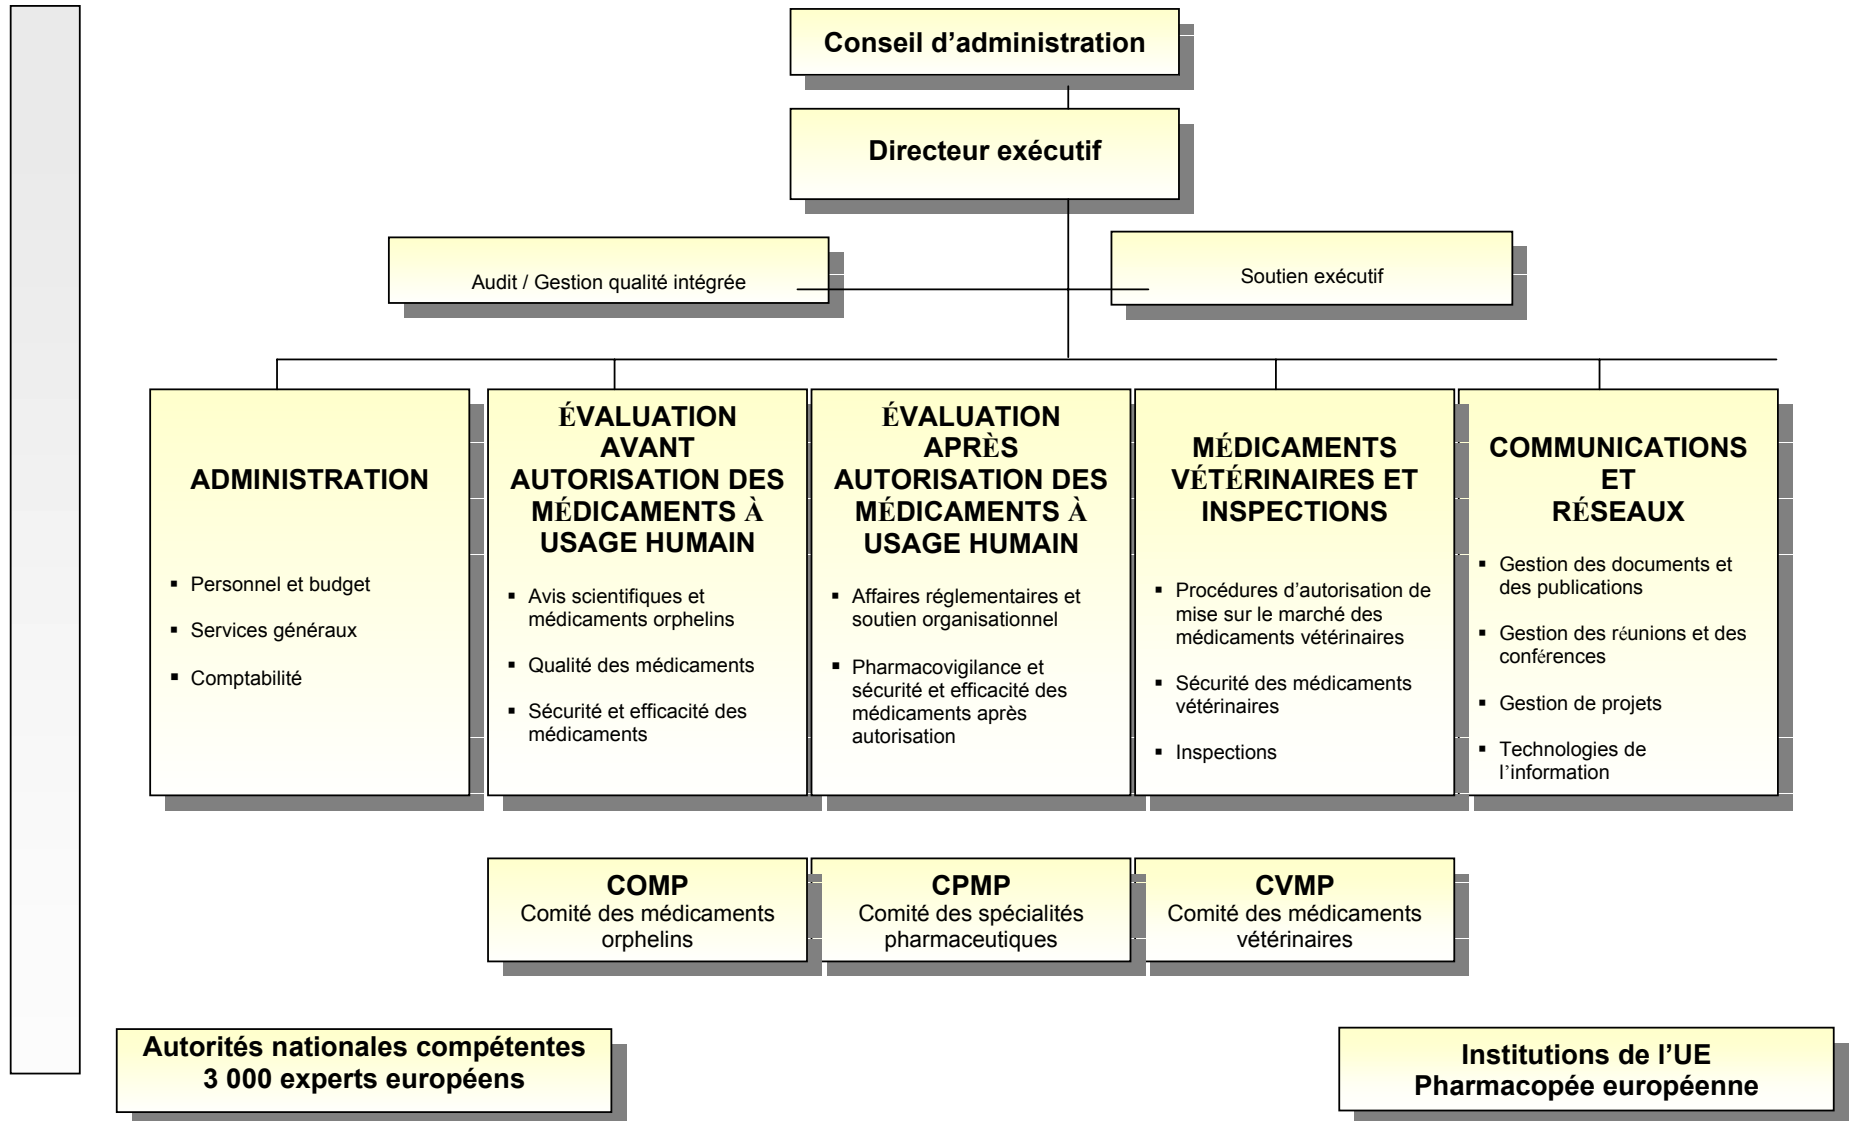 Conseil d’administration
Directeur exécutif
Audit / Gestion qualité intégrée
Soutien exécutif
ADMINISTRATION
▪ Personnel et budget
▪ Services généraux
▪ Comptabilité
ÉVALUATION
AVANT
AUTORISATION DES
MÉDICAMENTS À
USAGE HUMAIN
▪ Avis scientifiques et
médicaments orphelins
▪ Qualité des médicaments
▪ Sécurité et efficacité des
médicaments
ÉVALUATION
APRÈS
AUTORISATION DES
MÉDICAMENTS À
USAGE HUMAIN
▪ Affaires réglementaires et
soutien organisationnel
▪ Pharmacovigilance et
sécurité et efficacité des
médicaments après
autorisation
MÉDICAMENTS
VÉTÉRINAIRES ET
INSPECTIONS
▪ Procédures d’autorisation de
mise sur le marché des
médicaments vétérinaires
▪ Sécurité des médicaments
vétérinaires
▪ Inspections
COMMUNICATIONS
ET
RÉSEAUX
▪ Gestion des documents et
des publications
▪ Gestion des réunions et des
conférences
▪ Gestion de projets
▪ Technologies de
l’information
COMP
Comité des médicaments
orphelins
CPMP
Comité des spécialités
pharmaceutiques
CVMP
Comité des médicaments
vétérinaires
Autorités nationales compétentes
3 000 experts européens
Institutions de l’UE
Pharmacopée européenne